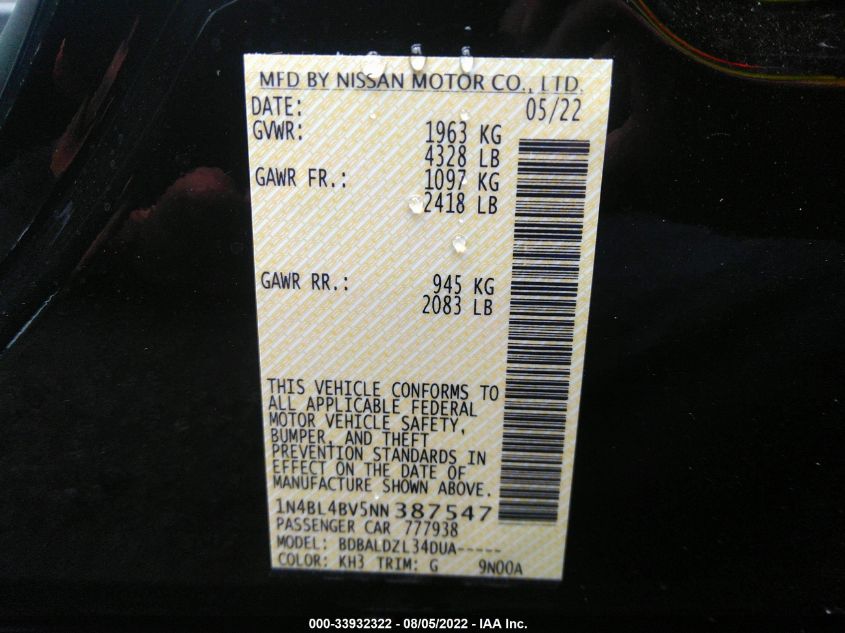 MFD BY NISSAN MOTOR CO., LTD.
DATE: 05/22
GVWR: 1963 KG
4328 LB
GAWR FR.: 1097 KG
2418 LB
GAWR RR.: 945 KG
2083 LB
THIS VEHICLE CONFORMS TO
ALL APPLICABLE FEDERAL
MOTOR VEHICLE SAFETY,
BUMPER, AND THEFT
PREVENTION STANDARDS IN
EFFECT ON THE DATE OF
MANUFACTURE SHOWN ABOVE.
1N4BL4BV5NN387547
PASSENGER CAR 777938
MODEL: BDBALDZL34DUA-----
COLOR: KH3 TRIM: G 9N00A
000-33932322 - 08/05/2022 - IAA Inc.